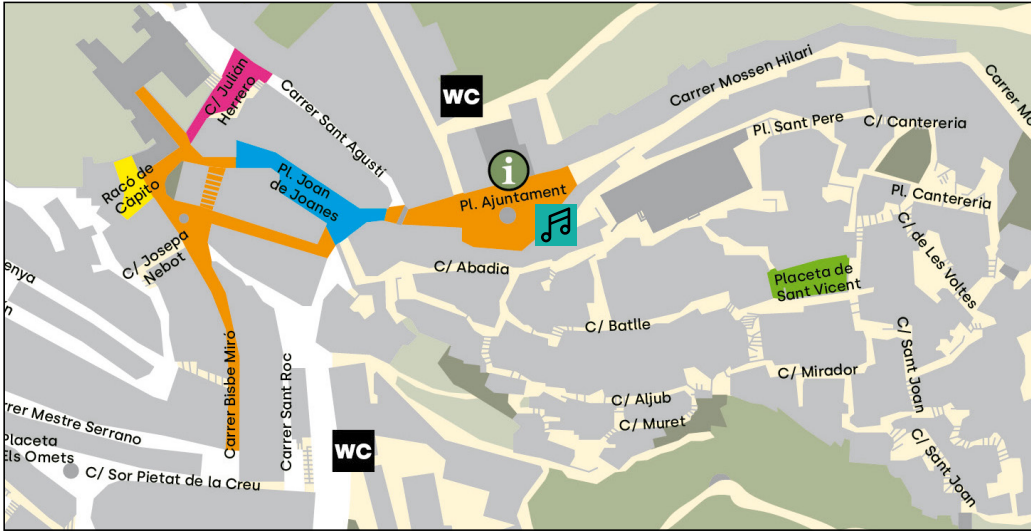 WC
Carrer Mossen Hilari
Carrer Mo
C/ Julián
Herrero
Carrer Sant Agustí
Pl. Sant Pere
C/ Cantereria
i
Racó de
Càpito
Pl. Joan
de Joanes
Pl. Ajuntament
Pl. Cantereria
C/ Josepa
Nebot
C/ Abadia
C/ de Les Voltes
enya
Placeta de
Sant Vicent
C/ Batlle
C/ Sant Joan
Carrer Bisbe Miró
Carrer Sant Roc
C/ Mirador
C/ Aljub
C/ Muret
rrer Mestre Serrano
Placeta
Els Omets
C/ Sor Pietat de la Creu
WC
C/ Sant Joan